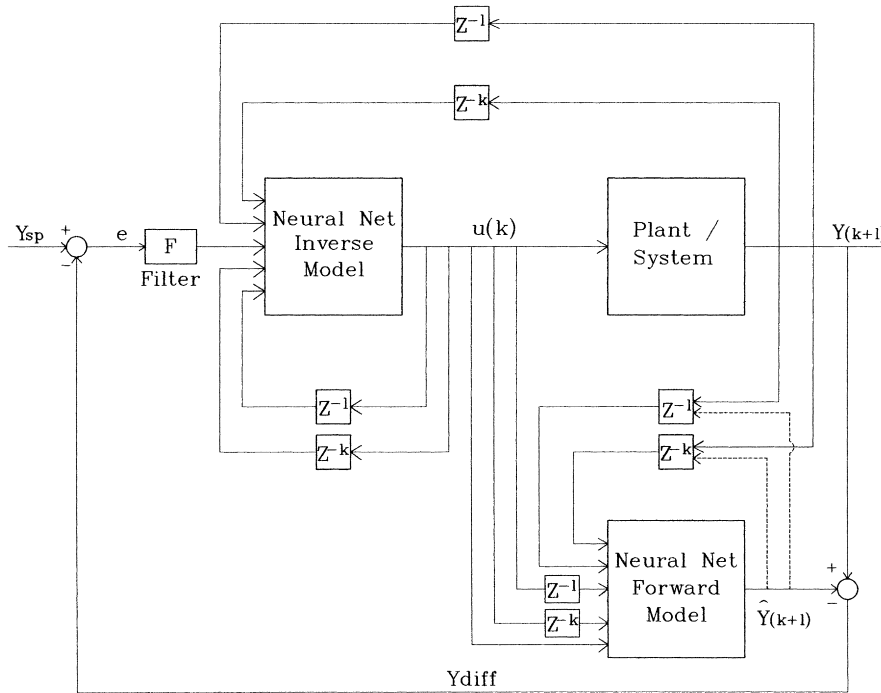 Z⁻¹
Z⁻ᵏ
Neural Net
Inverse
Model
Plant /
System
Ysp
+
−
e
F
Filter
u(k)
Y(k+1)
Z⁻¹
Z⁻ᵏ
Z⁻¹
Z⁻ᵏ
Neural Net
Forward
Model
Z⁻¹
Z⁻ᵏ
+
−
Ŷ(k+1)
Ydiff